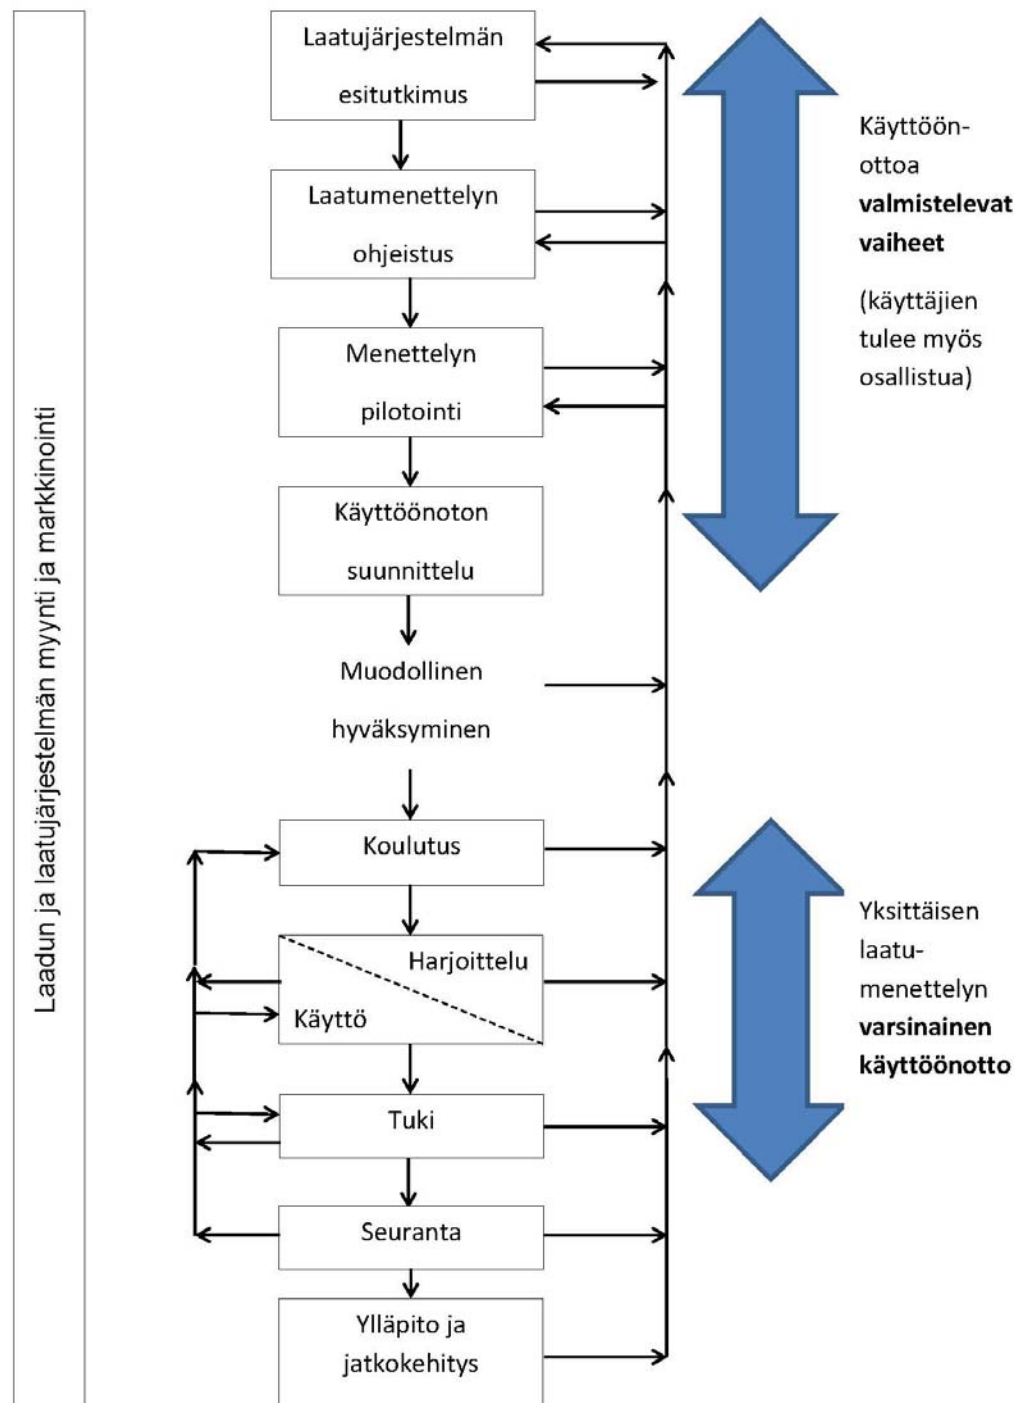 Laadun ja laatujärjestelmän myynti ja markkinointi
Laatujärjestelmän
esitutkimus
Laatumenettelyn
ohjeistus
Menettelyn
pilotointi
Käyttöönoton
suunnittelu
Muodollinen
hyväksyminen
Koulutus
Harjoittelu
Käyttö
Tuki
Seuranta
Ylläpito ja
jatkokehitys
Käyttöön-
ottoa
valmistelevat
vaiheet
(käyttäjien
tulee myös
osallistua)
Yksittäisen
laatu-
menettelyn
varsinainen
käyttöönotto